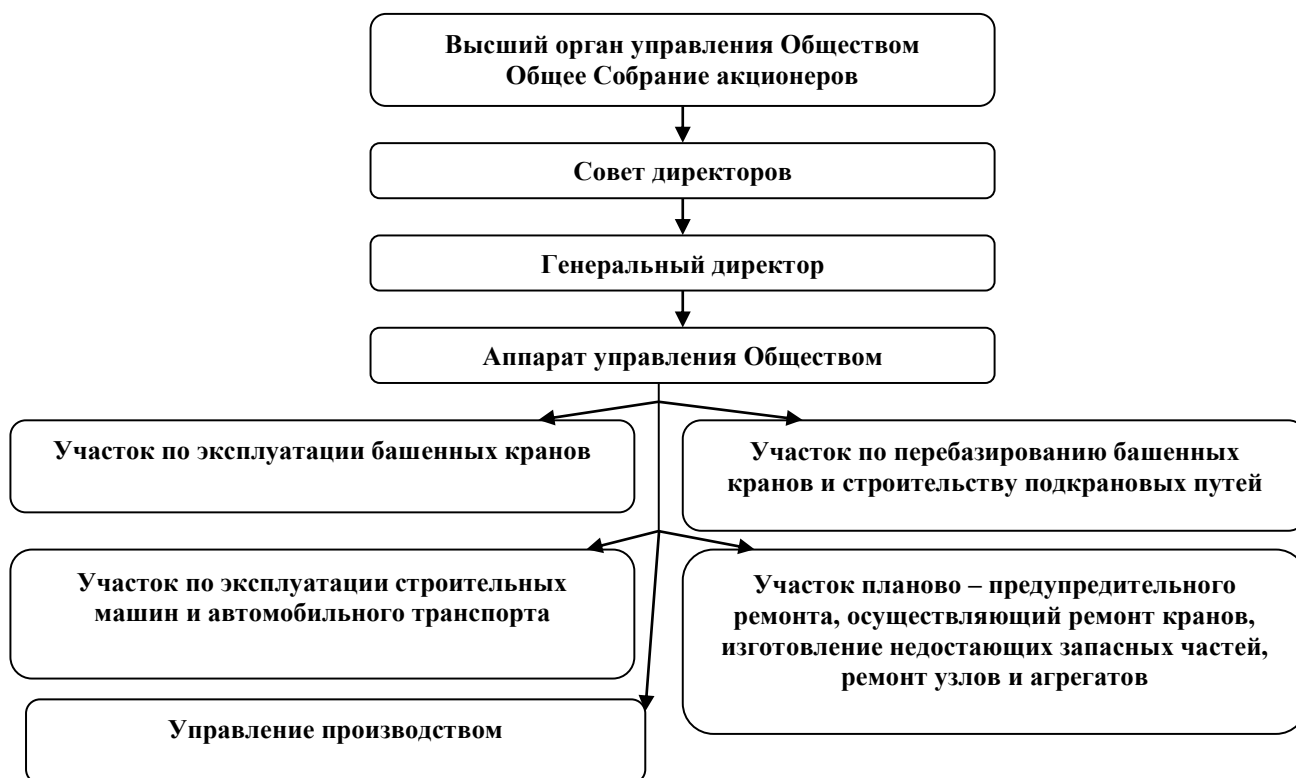 Высший орган управления Обществом
Общее Собрание акционеров
Совет директоров
Генеральный директор
Аппарат управления Обществом
Участок по эксплуатации башенных кранов
Участок по перебазированию башенных
кранов и строительству подкрановых путей
Участок по эксплуатации строительных
машин и автомобильного транспорта
Участок планово – предупредительного
ремонта, осуществляющий ремонт кранов,
изготовление недостающих запасных частей,
ремонт узлов и агрегатов
Управление производством